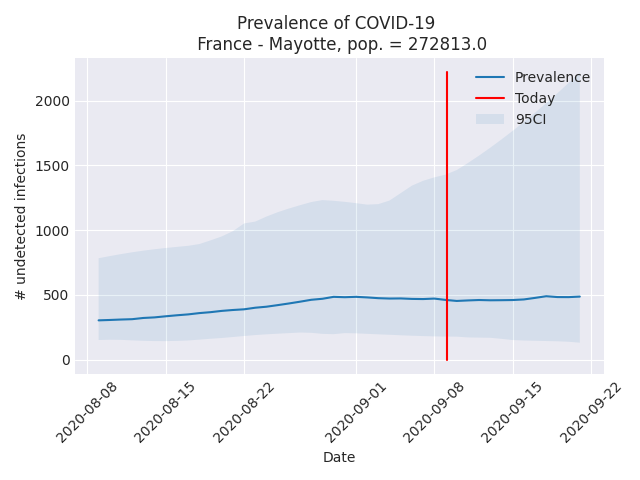 Prevalence of COVID-19
France - Mayotte, pop. = 272813.0
# undetected infections
2000
1500
1000
500
0
Prevalence
Today
95CI
2020-08-08
2020-08-15
2020-08-22
2020-09-01
2020-09-08
2020-09-15
2020-09-22
Date